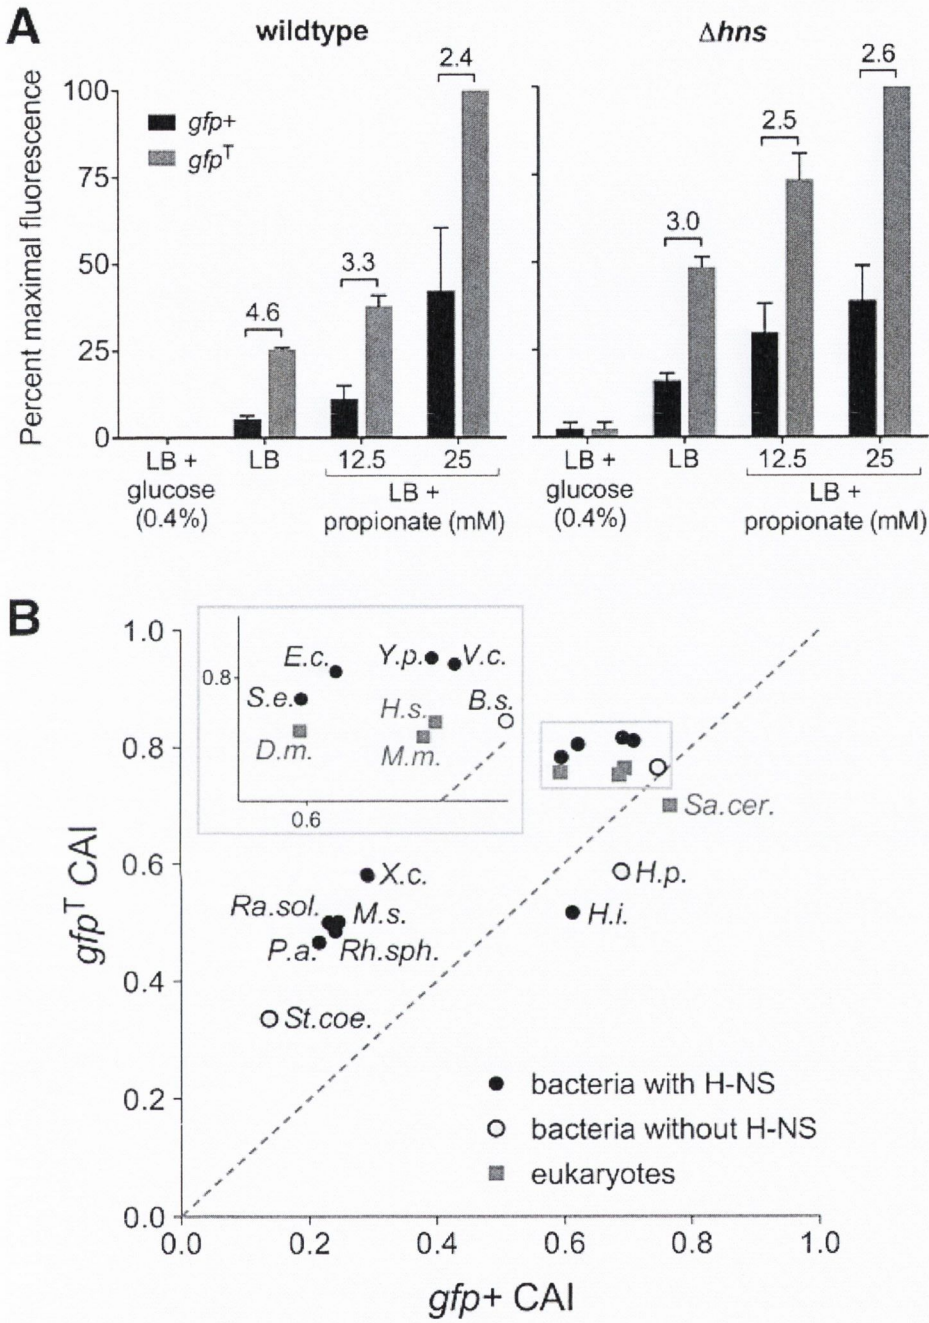 A
wildtype
Δhns
Percent maximal fluorescence
100
75
50
25
0
gfp+
gfpᵀ
4.6
3.3
2.4
3.0
2.5
2.6
LB + glucose (0.4%)
LB
12.5
25
LB + propionate (mM)
LB + glucose (0.4%)
LB
12.5
25
LB + propionate (mM)
B
gfpᵀ CAI
1.0
0.8
0.6
0.4
0.2
0.0
0.8
0.6
E.c.
Y.p.
V.c.
S.e.
H.s.
B.s.
D.m.
M.m.
Sa.cer.
X.c.
H.p.
Ra.sol.
M.s.
H.i.
P.a.
Rh.sph.
St.coe.
bacteria with H-NS
bacteria without H-NS
eukaryotes
0.0
0.2
0.4
0.6
0.8
1.0
gfp+ CAI